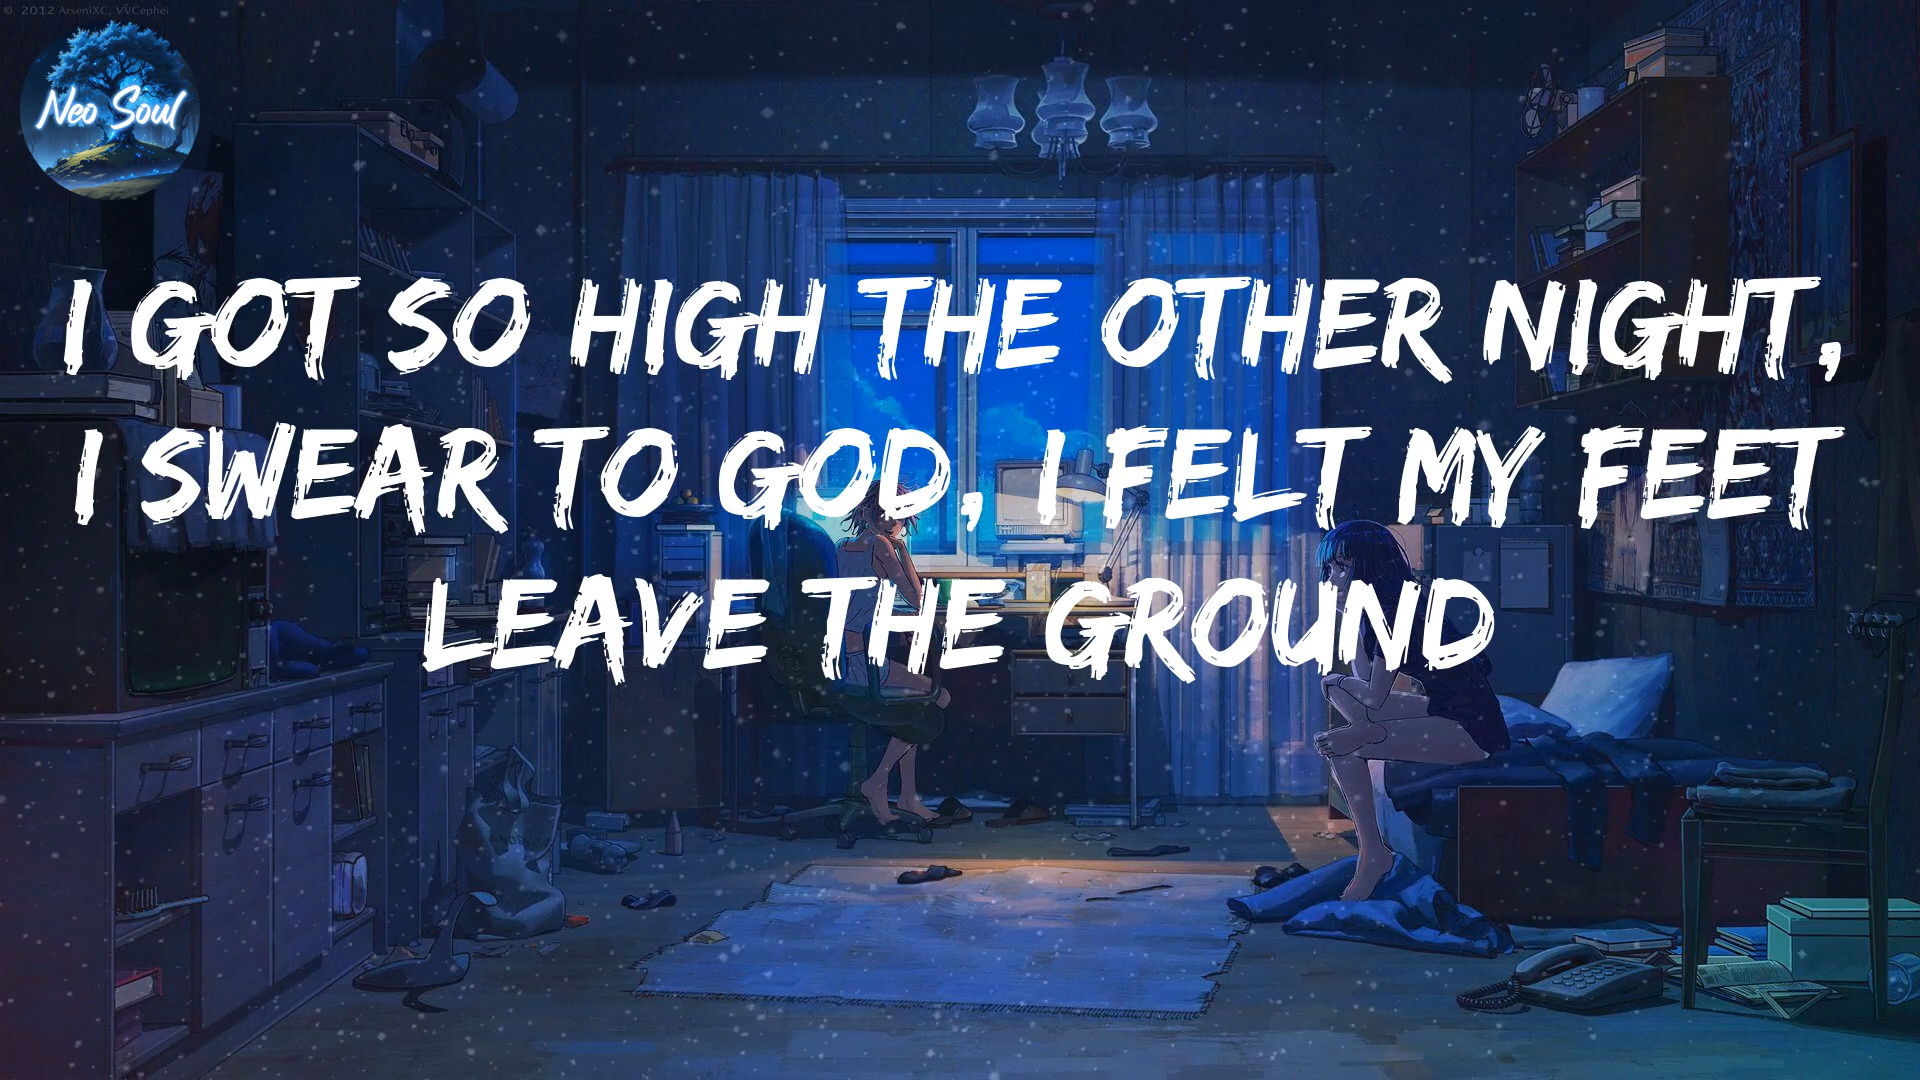 © 2012 ArseniXC, VVCephei
Neo Soul
I GOT SO HIGH THE OTHER NIGHT,
I SWEAR TO GOD, I FELT MY FEET
LEAVE THE GROUND